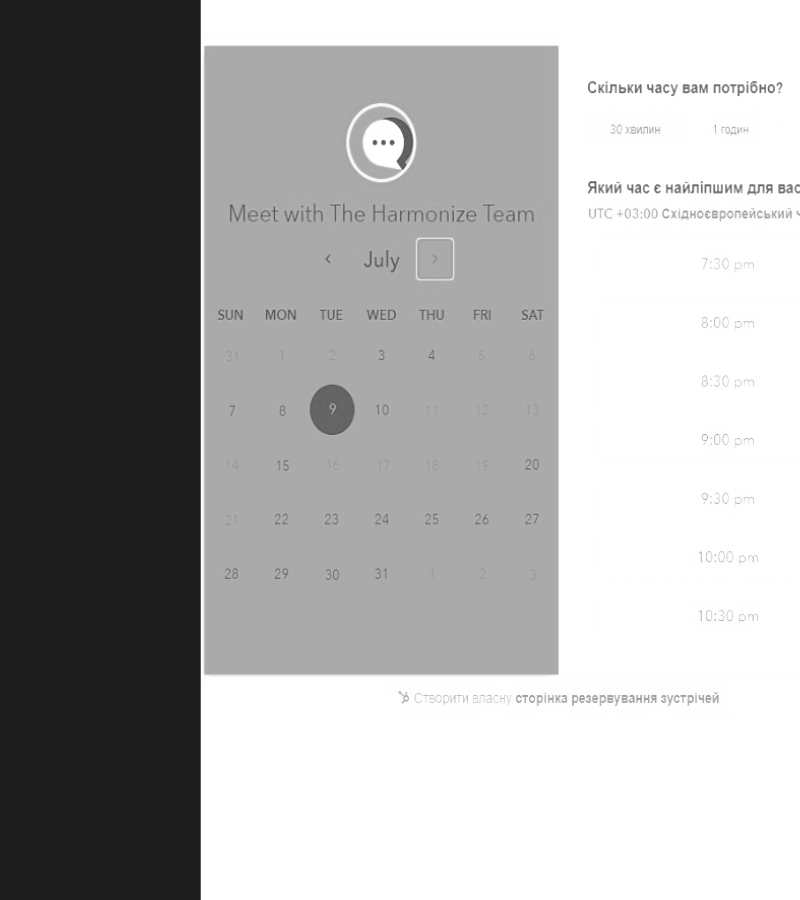 Meet with The Harmonize Team
July
SUN MON TUE WED THU FRI SAT
31 1 2 3 4 5 6
7 8 9 10 11 12 13
14 15 16 17 18 19 20
21 22 23 24 25 26 27
28 29 30 31 1 2 3
Скільки часу вам потрібно?
30 хвилин 1 годин
Який час є найліпшим для вас
UTC +03:00 Східноєвропейський ч
7:30 pm
8:00 pm
8:30 pm
9:00 pm
9:30 pm
10:00 pm
10:30 pm
Створити власну сторінка резервування зустрічей